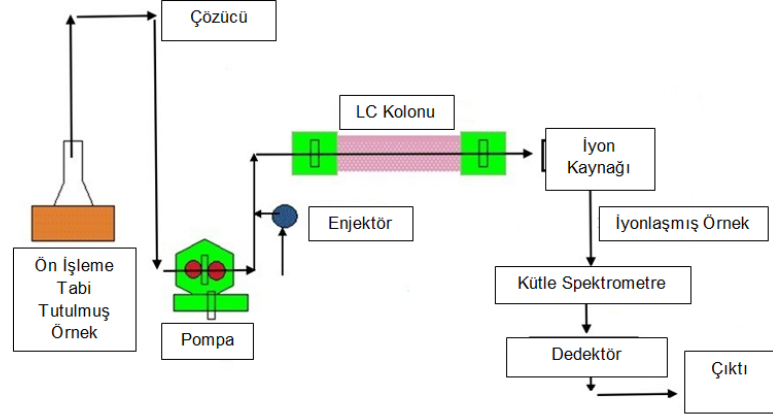 Çözücü
LC Kolonu
İyon
Kaynağı
Enjektör
İyonlaşmış Örnek
Ön İşleme
Tabi
Tutulmuş
Örnek
Pompa
Kütle Spektrometre
Dedektör
Çıktı